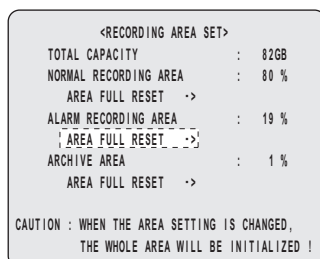 <RECORDING AREA SET>
TOTAL CAPACITY : 82GB
NORMAL RECORDING AREA : 80 %
AREA FULL RESET ->
ALARM RECORDING AREA : 19 %
AREA FULL RESET ->
ARCHIVE AREA : 1 %
AREA FULL RESET ->
CAUTION : WHEN THE AREA SETTING IS CHANGED,
THE WHOLE AREA WILL BE INITIALIZED !